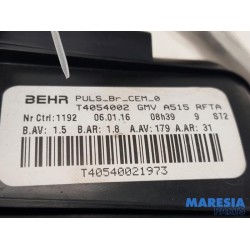 BEHR PULS_Br_CEM_0
T4054002 GMV A515 RFTA
Nr Ctrl:1192 06.01.16 08h39 9 ST2
B.AV: 1.5 B.AR: 1.8 A.AV:179 A.AR: 31
T40540021973
MARESIA
PARTS